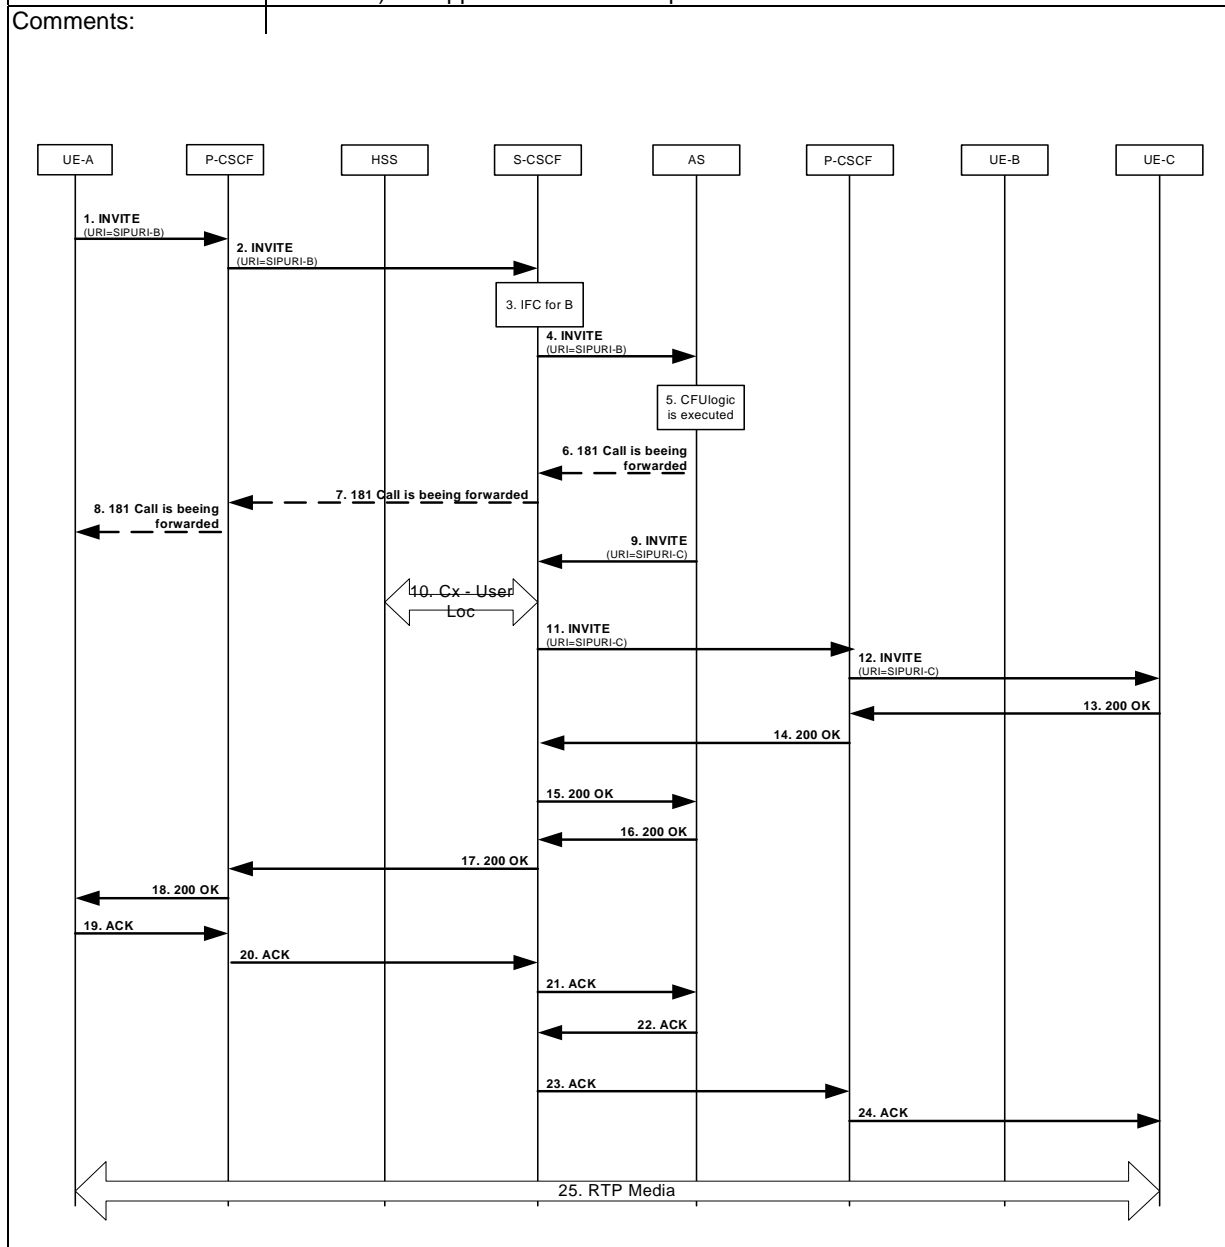 Comments:
UE-A
P-CSCF
HSS
S-CSCF
AS
P-CSCF
UE-B
UE-C
1. INVITE
(URI=SIPURI-B)
2. INVITE
(URI=SIPURI-B)
3. IFC for B
4. INVITE
(URI=SIPURI-B)
5. CFUlogic
is executed
6. 181 Call is beeing
forwarded
7. 181 Call is beeing forwarded
8. 181 Call is beeing
forwarded
9. INVITE
(URI=SIPURI-C)
10. Cx - User
Loc
11. INVITE
(URI=SIPURI-C)
12. INVITE
(URI=SIPURI-C)
13. 200 OK
14. 200 OK
15. 200 OK
16. 200 OK
17. 200 OK
18. 200 OK
19. ACK
20. ACK
21. ACK
22. ACK
23. ACK
24. ACK
25. RTP Media